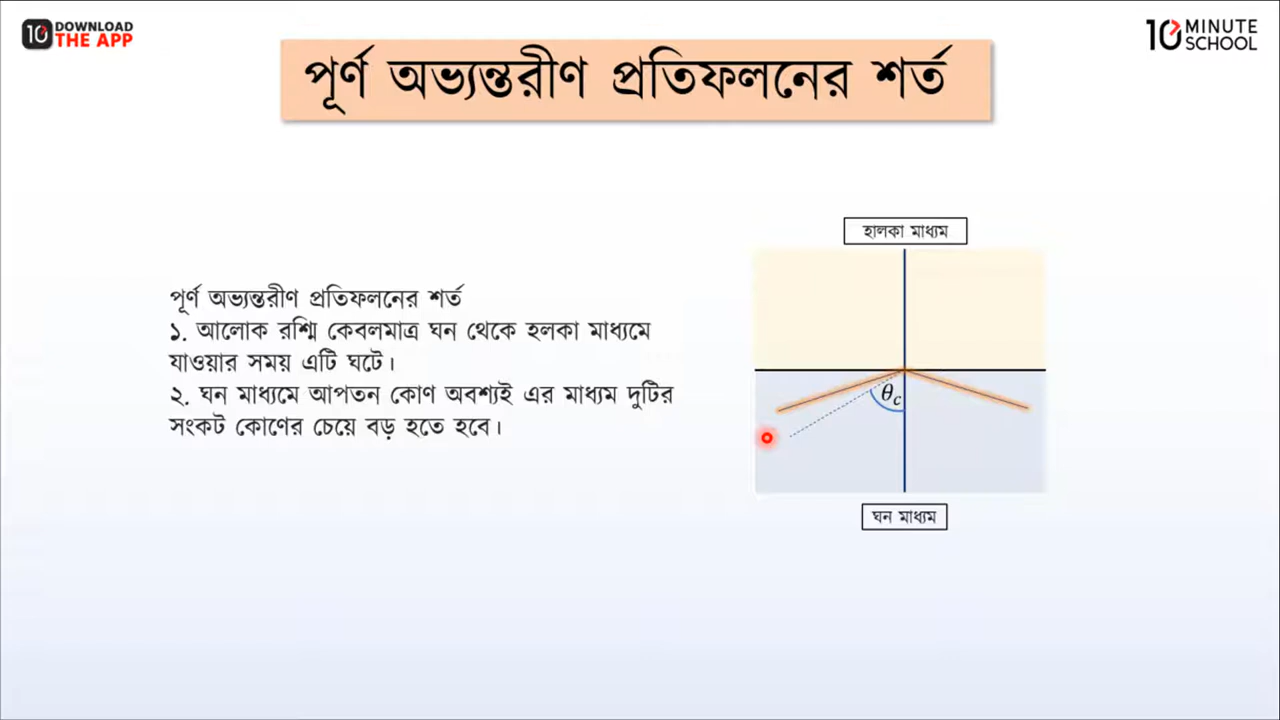 DOWNLOAD
THE APP
10 MINUTE
SCHOOL
পূর্ণ অভ্যন্তরীণ প্রতিফলনের শর্ত
পূর্ণ অভ্যন্তরীণ প্রতিফলনের শর্ত
১. আলোক রশ্মি কেবলমাত্র ঘন থেকে হলকা মাধ্যমে
যাওয়ার সময় এটি ঘটে।
২. ঘন মাধ্যমে আপতন কোণ অবশ্যই এর মাধ্যম দুটির
সংকট কোণের চেয়ে বড় হতে হবে।
হালকা মাধ্যম
θc
ঘন মাধ্যম